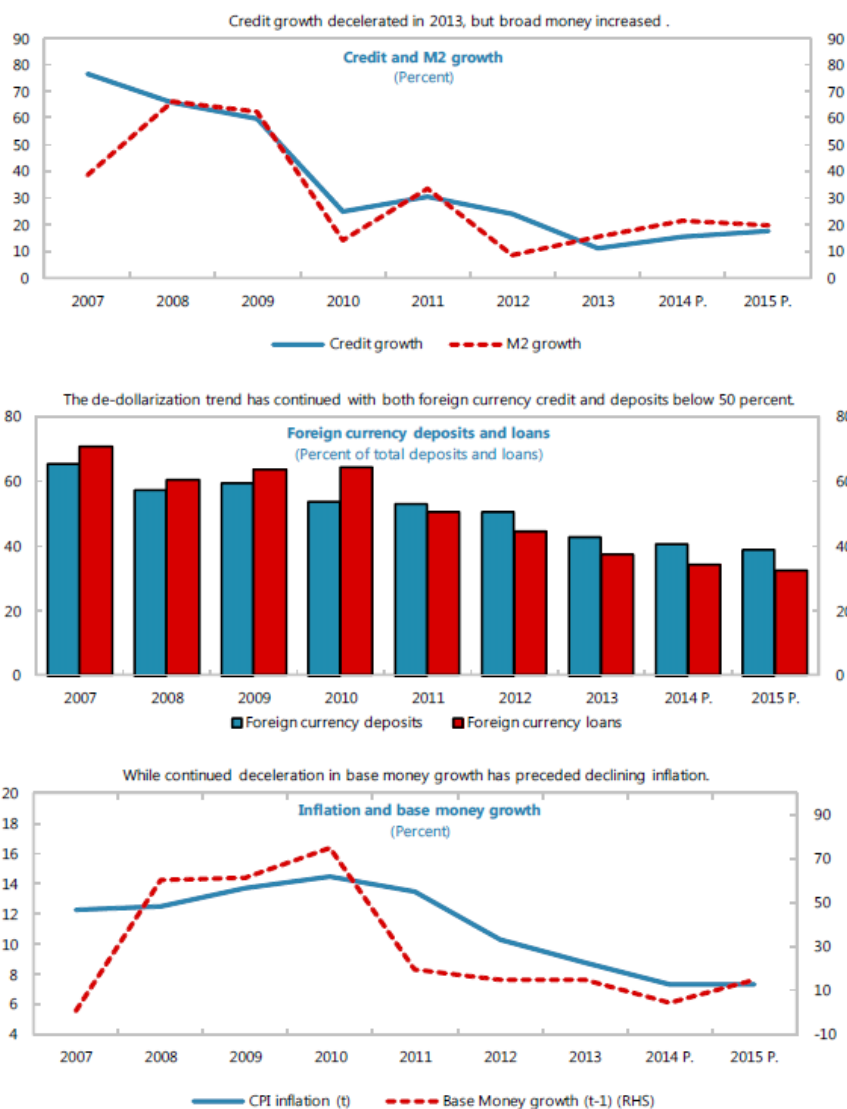 Credit growth decelerated in 2013, but broad money increased .
Credit and M2 growth
(Percent)
90 90
80 80
70 70
60 60
50 50
40 40
30 30
20 20
10 10
0 0
2007 2008 2009 2010 2011 2012 2013 2014 P. 2015 P.
Credit growth M2 growth
The de-dollarization trend has continued with both foreign currency credit and deposits below 50 percent.
Foreign currency deposits and loans
(Percent of total deposits and loans)
80 80
60 60
40 40
20 20
0 0
2007 2008 2009 2010 2011 2012 2013 2014 P. 2015 P.
Foreign currency deposits Foreign currency loans
While continued deceleration in base money growth has preceded declining inflation.
Inflation and base money growth
(Percent)
20
18 90
16 70
14 50
12
10 30
8 10
6
4 -10
2007 2008 2009 2010 2011 2012 2013 2014 P. 2015 P.
CPI inflation (t) Base Money growth (t-1) (RHS)